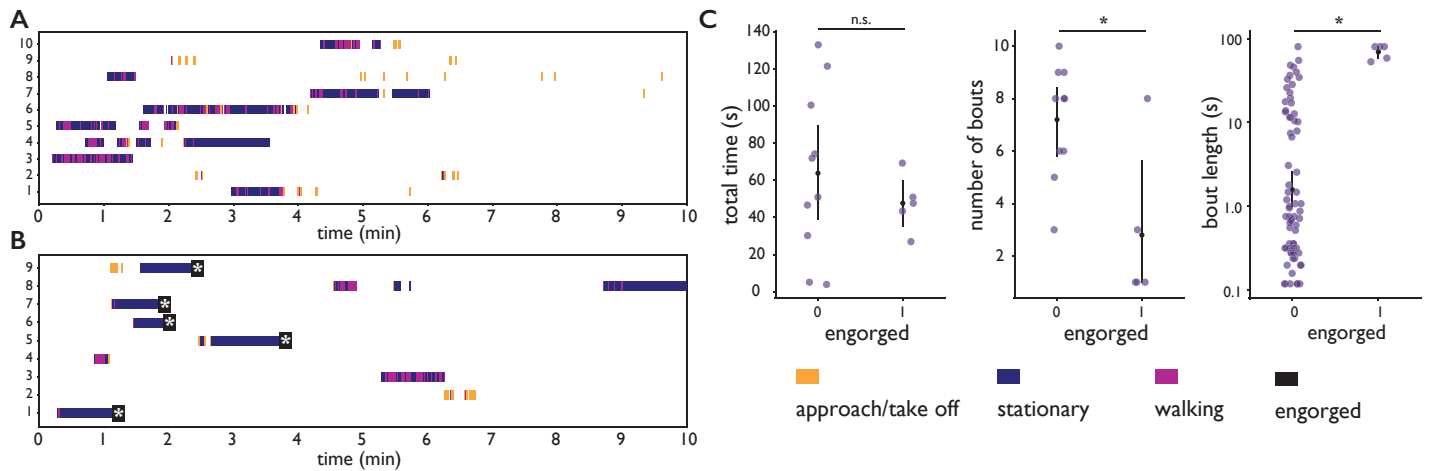 A
10
9
8
7
6
5
4
3
2
1
0 1 2 3 4 5 6 7 8 9 10
time (min)
B
9
8
7
6
5
4
3
2
1
* * * * *
0 1 2 3 4 5 6 7 8 9 10
time (min)
C
n.s.
140
120
100
80
60
40
20
0
total time (s)
0 1
engorged
*
10
8
6
4
2
number of bouts
0 1
engorged
*
100
10
1.0
0.1
bout length (s)
0 1
engorged
approach/take off
stationary
walking
engorged